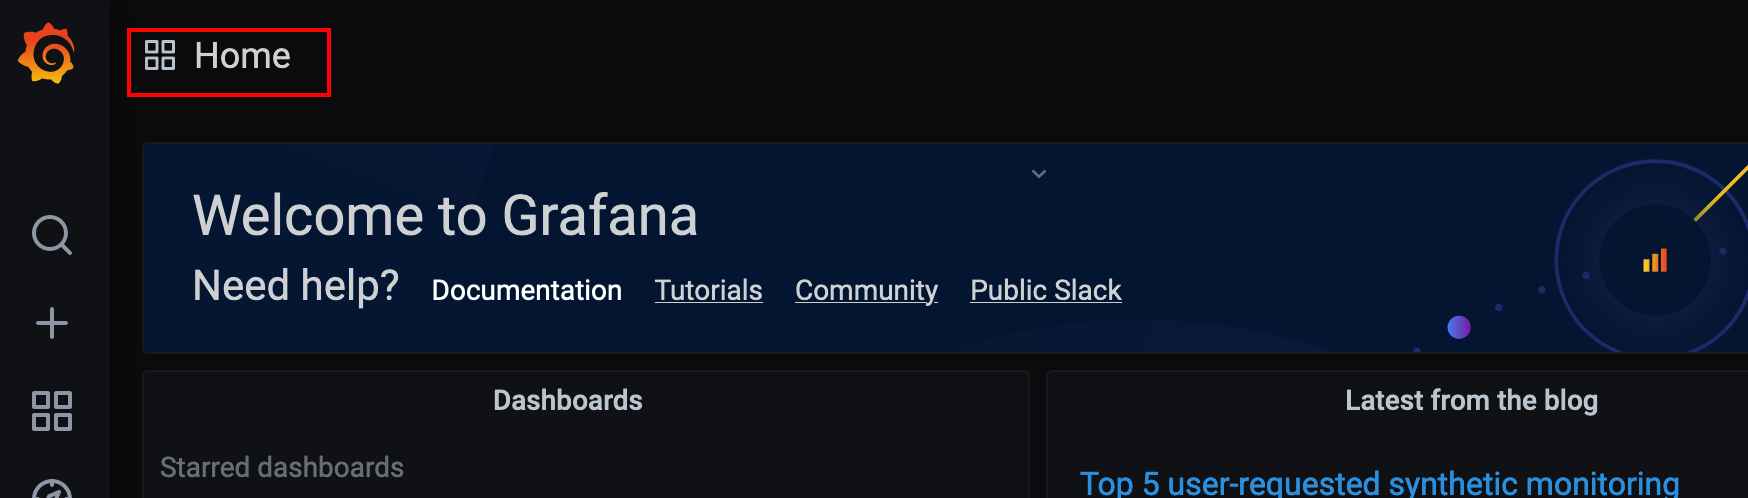 Home
Welcome to Grafana
Need help? Documentation Tutorials Community Public Slack
Dashboards
Starred dashboards
Latest from the blog
Top 5 user-requested synthetic monitoring